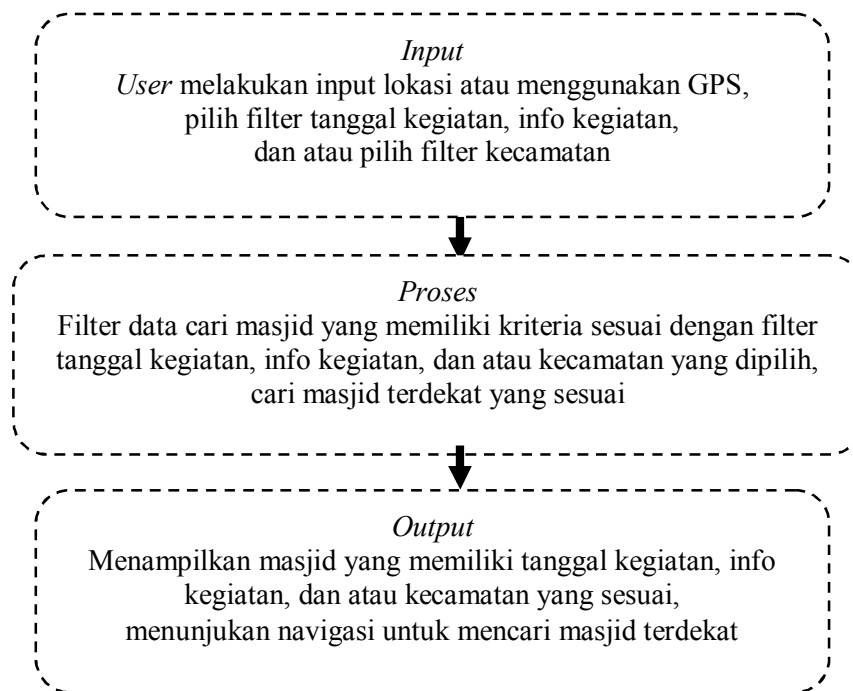 Input
User melakukan input lokasi atau menggunakan GPS,
pilih filter tanggal kegiatan, info kegiatan,
dan atau pilih filter kecamatan
Proses
Filter data cari masjid yang memiliki kriteria sesuai dengan filter
tanggal kegiatan, info kegiatan, dan atau kecamatan yang dipilih,
cari masjid terdekat yang sesuai
Output
Menampilkan masjid yang memiliki tanggal kegiatan, info
kegiatan, dan atau kecamatan yang sesuai,
menunjukan navigasi untuk mencari masjid terdekat